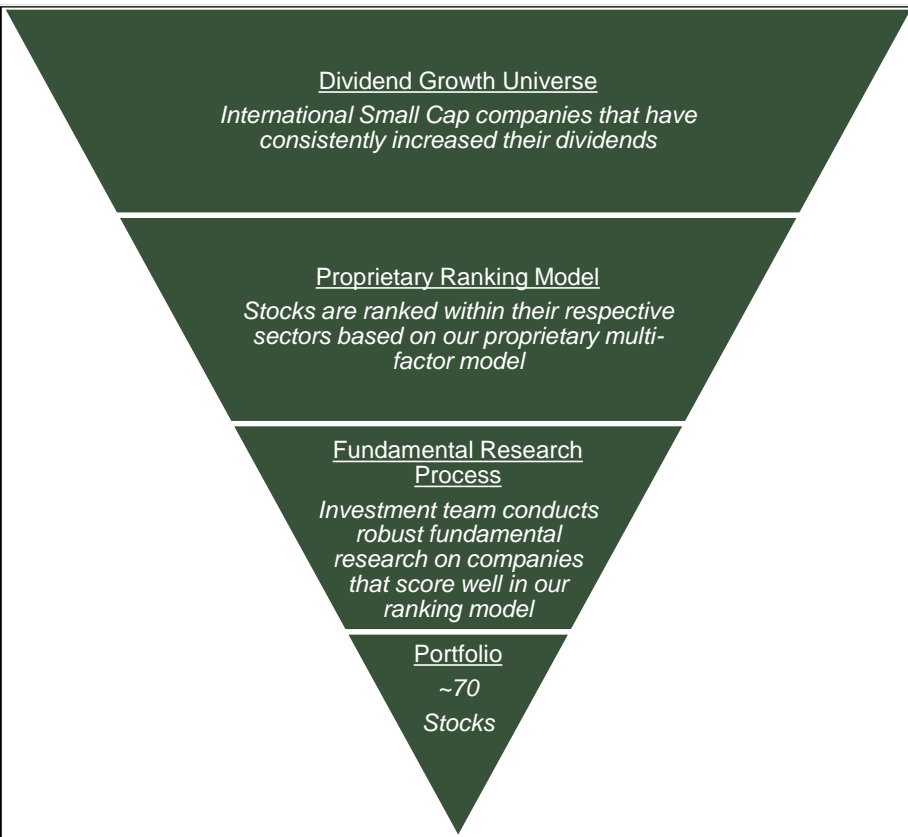 Dividend Growth Universe
International Small Cap companies that have
consistently increased their dividends
Proprietary Ranking Model
Stocks are ranked within their respective
sectors based on our proprietary multi-
factor model
Fundamental Research
Process
Investment team conducts
robust fundamental
research on companies
that score well in our
ranking model
Portfolio
~70
Stocks